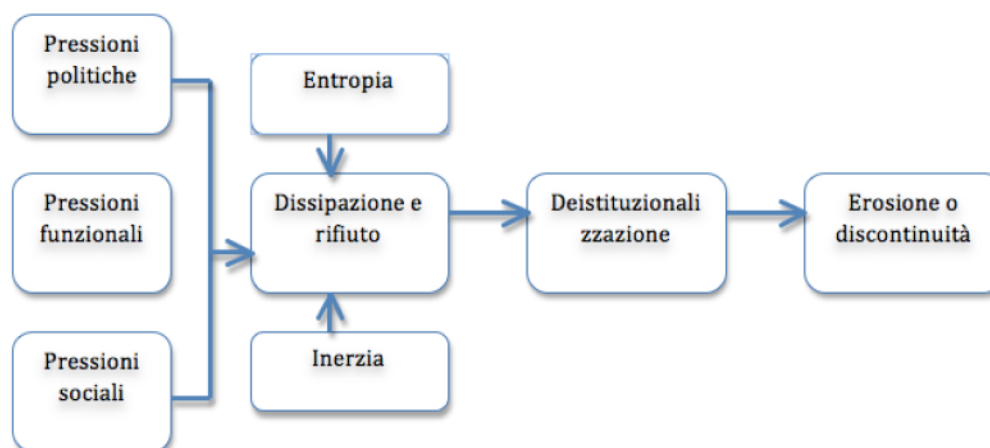 Pressioni
politiche
Entropia
Pressioni
funzionali
Dissipazione e
rifiuto
Deistituzionali
zzazione
Erosione o
discontinuità
Pressioni
sociali
Inerzia